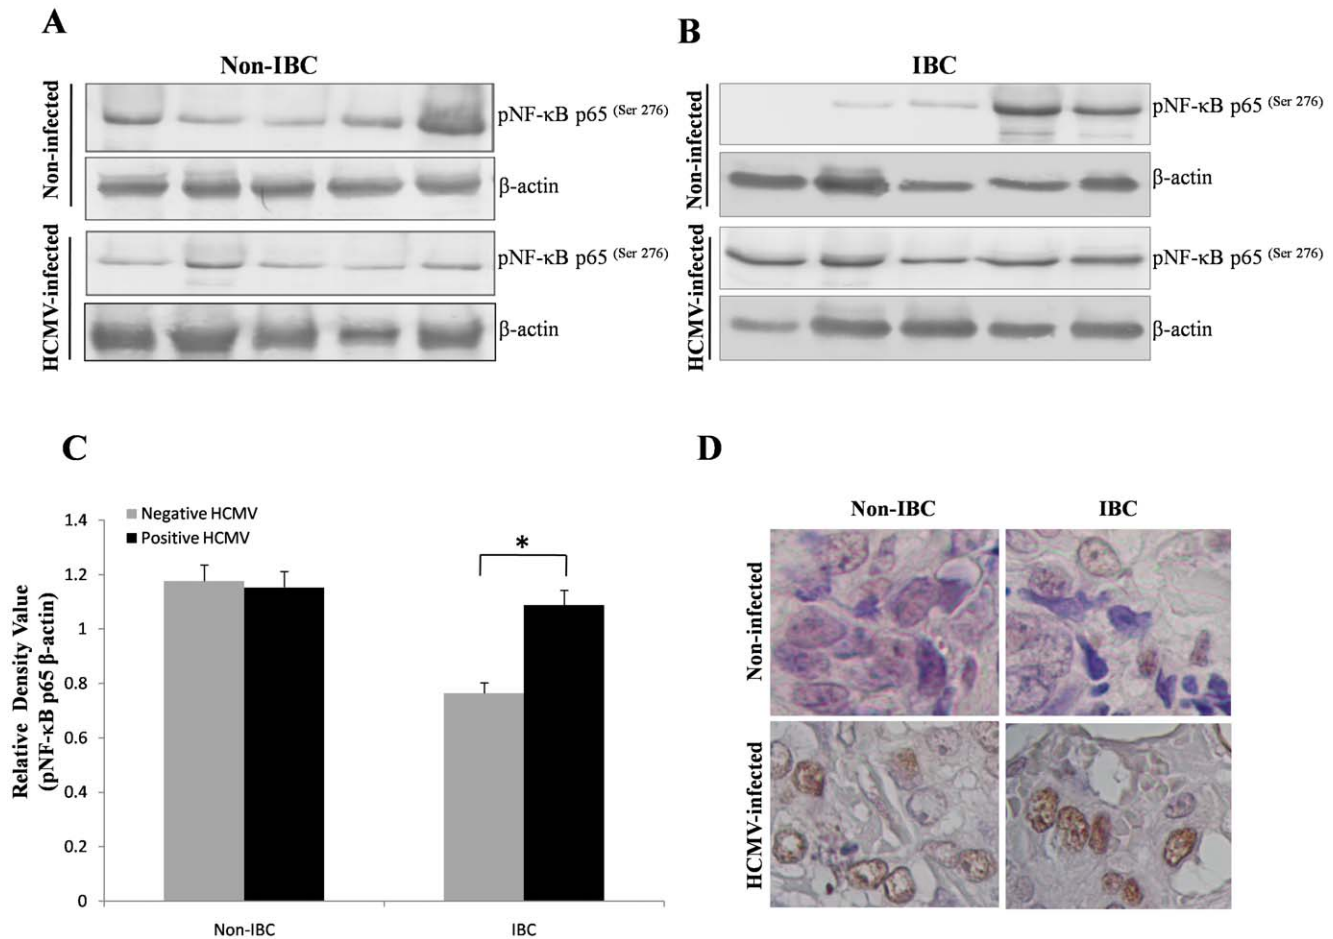 A
Non-IBC
Non-infected
pNF-κB p65 (Ser 276)
β-actin
HCMV-infected
pNF-κB p65 (Ser 276)
β-actin
B
IBC
Non-infected
pNF-κB p65 (Ser 276)
β-actin
HCMV-infected
pNF-κB p65 (Ser 276)
β-actin
C
Relative Density Value
(pNF-κB p65 β-actin)
Negative HCMV
Positive HCMV
1.4
1.2
1
0.8
0.6
0.4
0.2
0
*
Non-IBC
IBC
D
Non-IBC
IBC
Non-infected
HCMV-infected